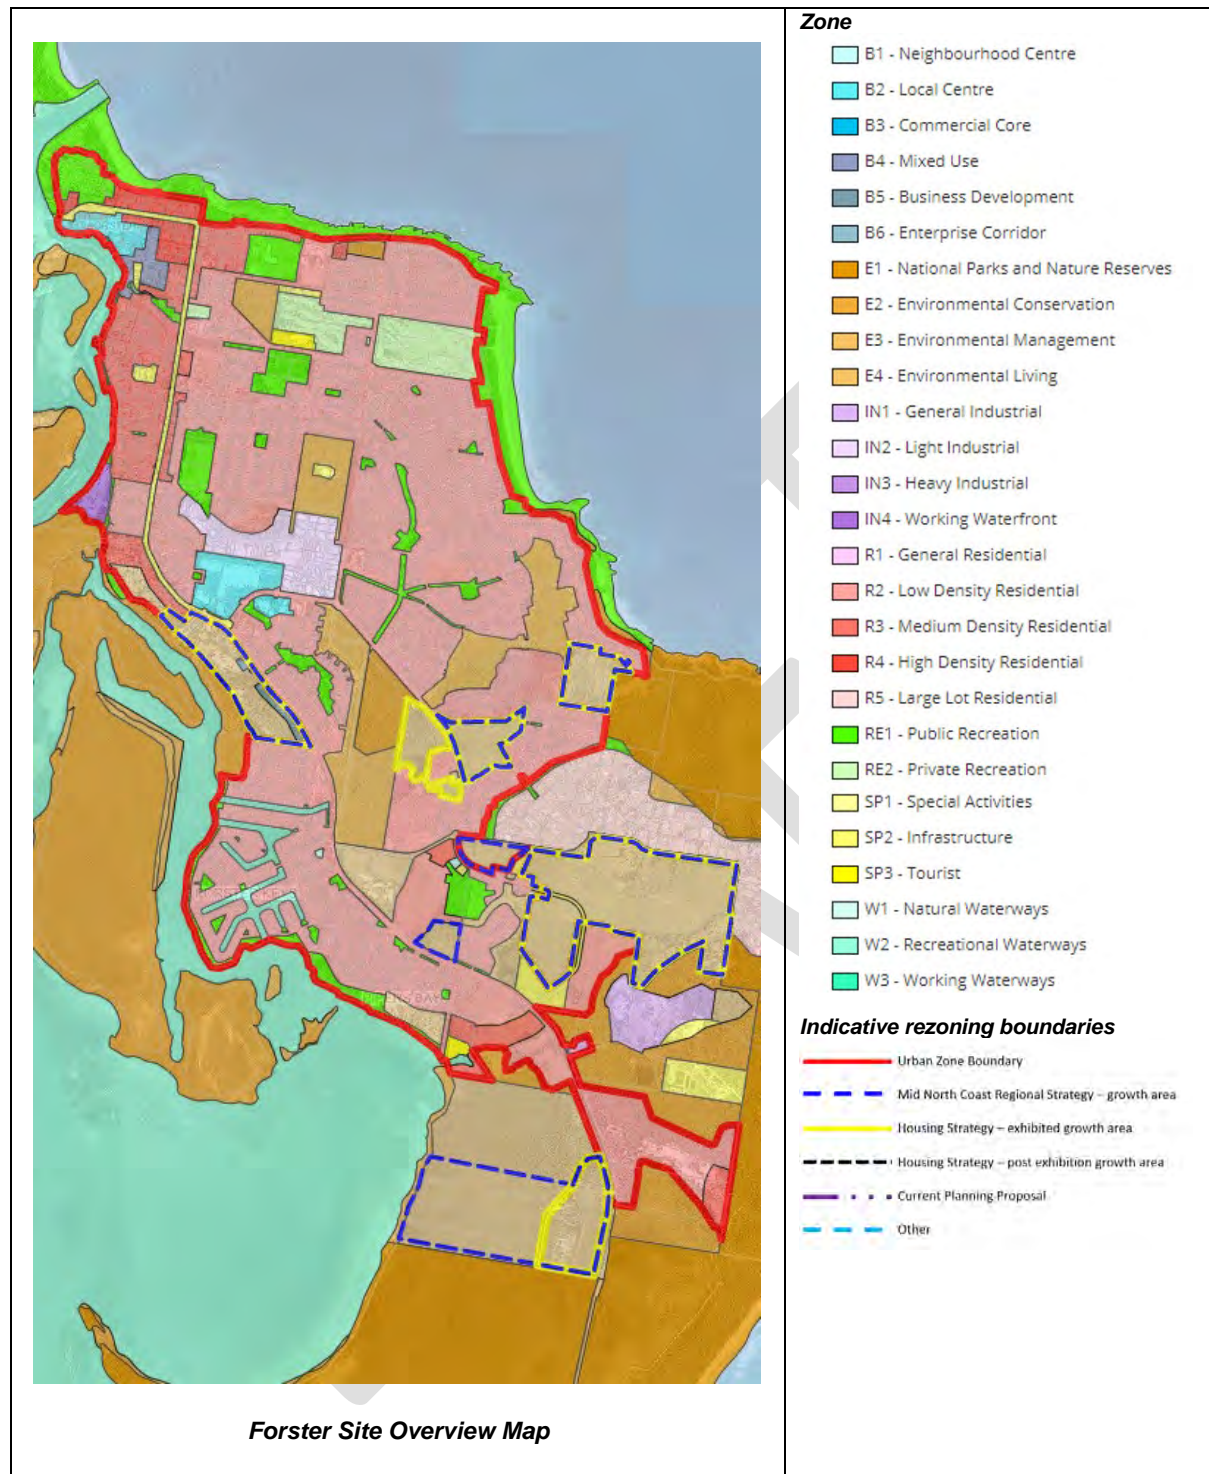 Zone
B1 - Neighbourhood Centre
B2 - Local Centre
B3 - Commercial Core
B4 - Mixed Use
B5 - Business Development
B6 - Enterprise Corridor
E1 - National Parks and Nature Reserves
E2 - Environmental Conservation
E3 - Environmental Management
E4 - Environmental Living
IN1 - General Industrial
IN2 - Light Industrial
IN3 - Heavy Industrial
IN4 - Working Waterfront
R1 - General Residential
R2 - Low Density Residential
R3 - Medium Density Residential
R4 - High Density Residential
R5 - Large Lot Residential
RE1 - Public Recreation
RE2 - Private Recreation
SP1 - Special Activities
SP2 - Infrastructure
SP3 - Tourist
W1 - Natural Waterways
W2 - Recreational Waterways
W3 - Working Waterways
Indicative rezoning boundaries
Urban Zone Boundary
Mid North Coast Regional Strategy – growth area
Housing Strategy – exhibited growth area
Housing Strategy – post exhibition growth area
Current Planning Proposal
Other
Forster Site Overview Map